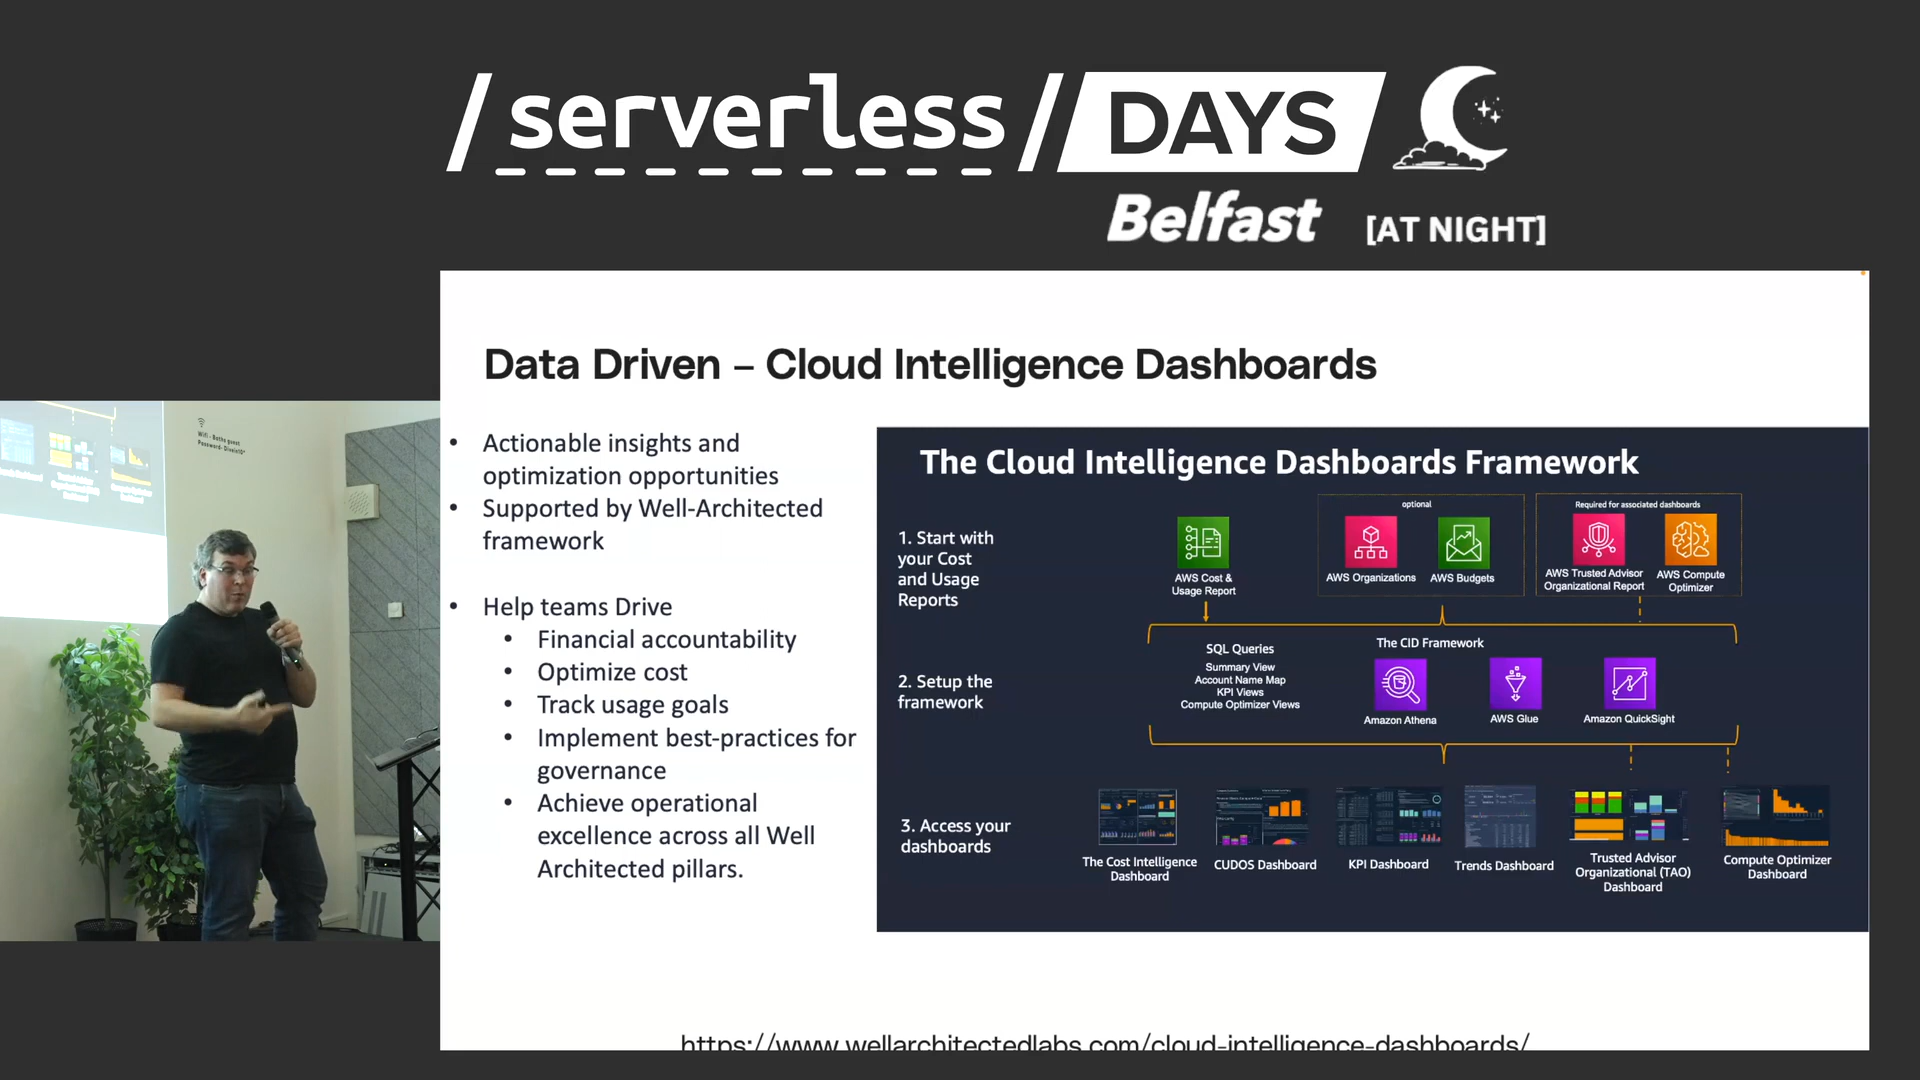 /serverless/DAYS
Belfast [AT NIGHT]
Data Driven – Cloud Intelligence Dashboards
• Actionable insights and
optimization opportunities
• Supported by Well-Architected
framework
• Help teams Drive
• Financial accountability
• Optimize cost
• Track usage goals
• Implement best-practices for
governance
• Achieve operational
excellence across all Well
Architected pillars.
The Cloud Intelligence Dashboards Framework
1. Start with
your Cost
and Usage
Reports
AWS Cost &
Usage Report
optional
AWS Organizations
AWS Budgets
Required for associated dashboards
AWS Trusted Advisor
Organizational Report
AWS Compute
Optimizer
2. Setup the
framework
SQL Queries
Summary View
Account Name Map
KPI Views
Compute Optimizer Views
The CID Framework
Amazon Athena
AWS Glue
Amazon QuickSight
3. Access your
dashboards
The Cost Intelligence
Dashboard
CUDOS Dashboard
KPI Dashboard
Trends Dashboard
Trusted Advisor
Organizational (TAO)
Dashboard
Compute Optimizer
Dashboard
https://www.wellarchitectedlabs.com/cloud-intelligence-dashboards/